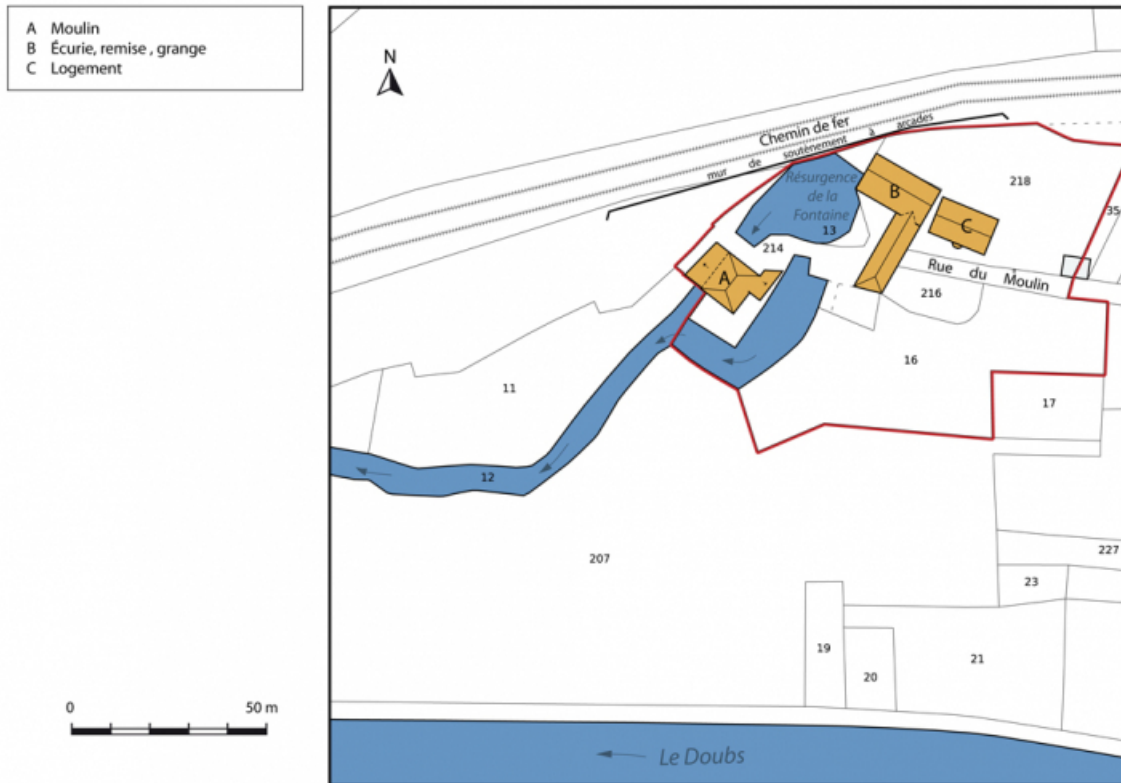 A Moulin
B Écurie, remise , grange
C Logement
N
Chemin de fer
mur de soutènement à arcades
Résurgence
de la
Fontaine
13
B
218
C
35
214
A
Rue du Moulin
216
16
11
17
12
207
227
23
19
20
21
0 50 m
Le Doubs